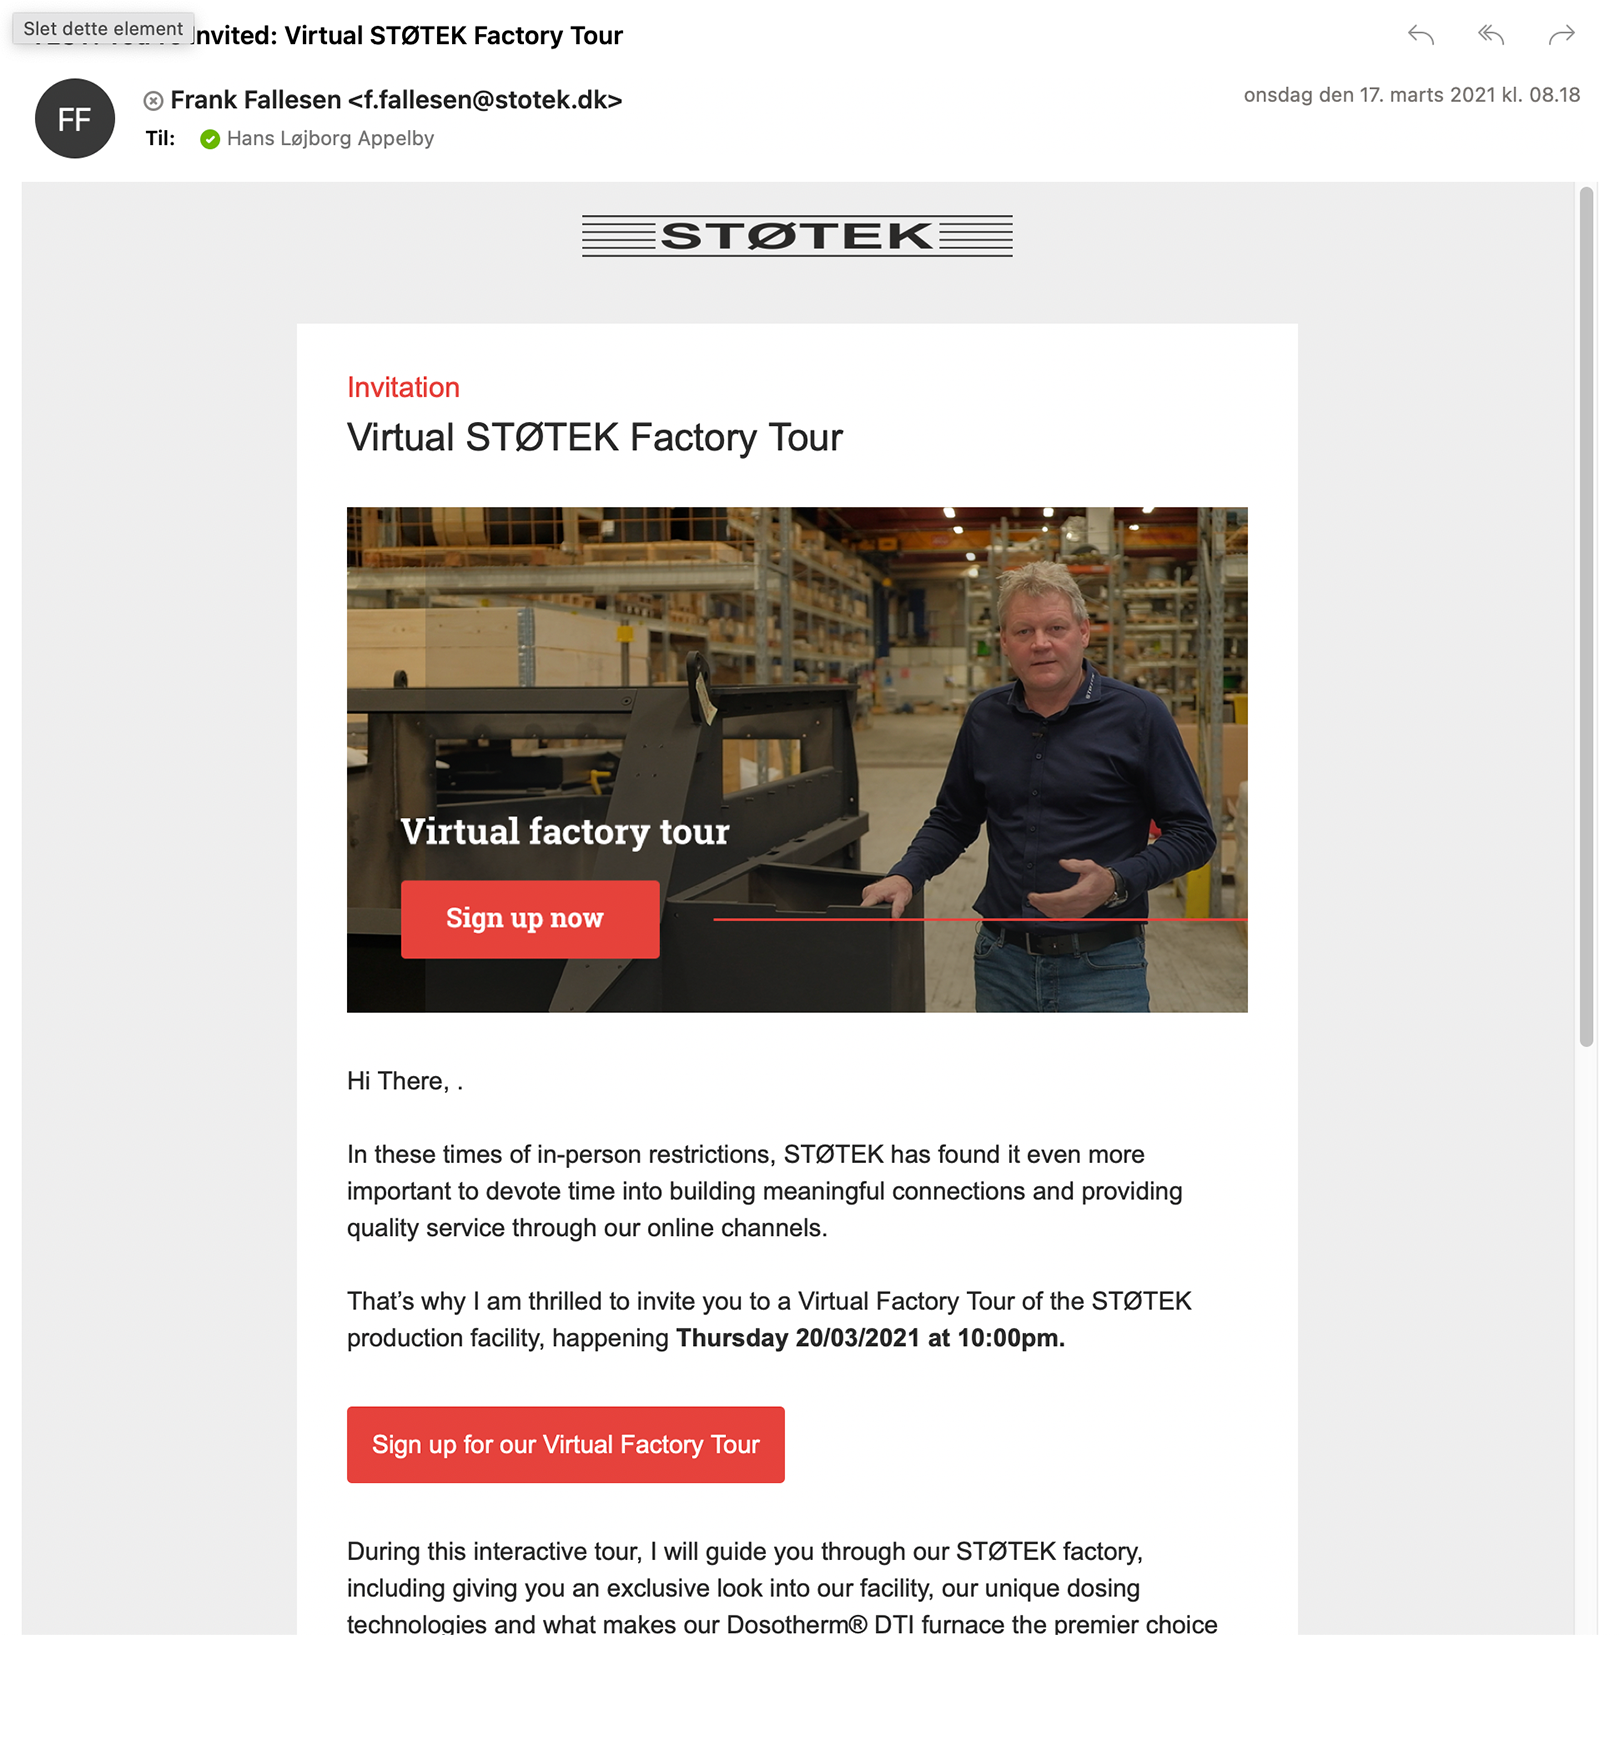 Slet dette element
nvited: Virtual STØTEK Factory Tour
FF
Frank Fallesen <f.fallesen@stotek.dk>
onsdag den 17. marts 2021 kl. 08.18
Til: Hans Løjborg Appelby
STØTEK
Invitation
Virtual STØTEK Factory Tour
Virtual factory tour
Sign up now
Hi There, .
In these times of in-person restrictions, STØTEK has found it even more
important to devote time into building meaningful connections and providing
quality service through our online channels.
That’s why I am thrilled to invite you to a Virtual Factory Tour of the STØTEK
production facility, happening Thursday 20/03/2021 at 10:00pm.
Sign up for our Virtual Factory Tour
During this interactive tour, I will guide you through our STØTEK factory,
including giving you an exclusive look into our facility, our unique dosing
technologies and what makes our Dosotherm® DTI furnace the premier choice